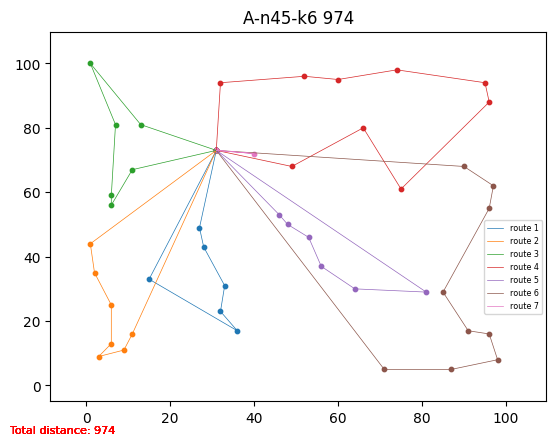 A-n45-k6 974
100
80
60
40
20
0
route 1
route 2
route 3
route 4
route 5
route 6
route 7
0 20 40 60 80 100
Total distance: 974